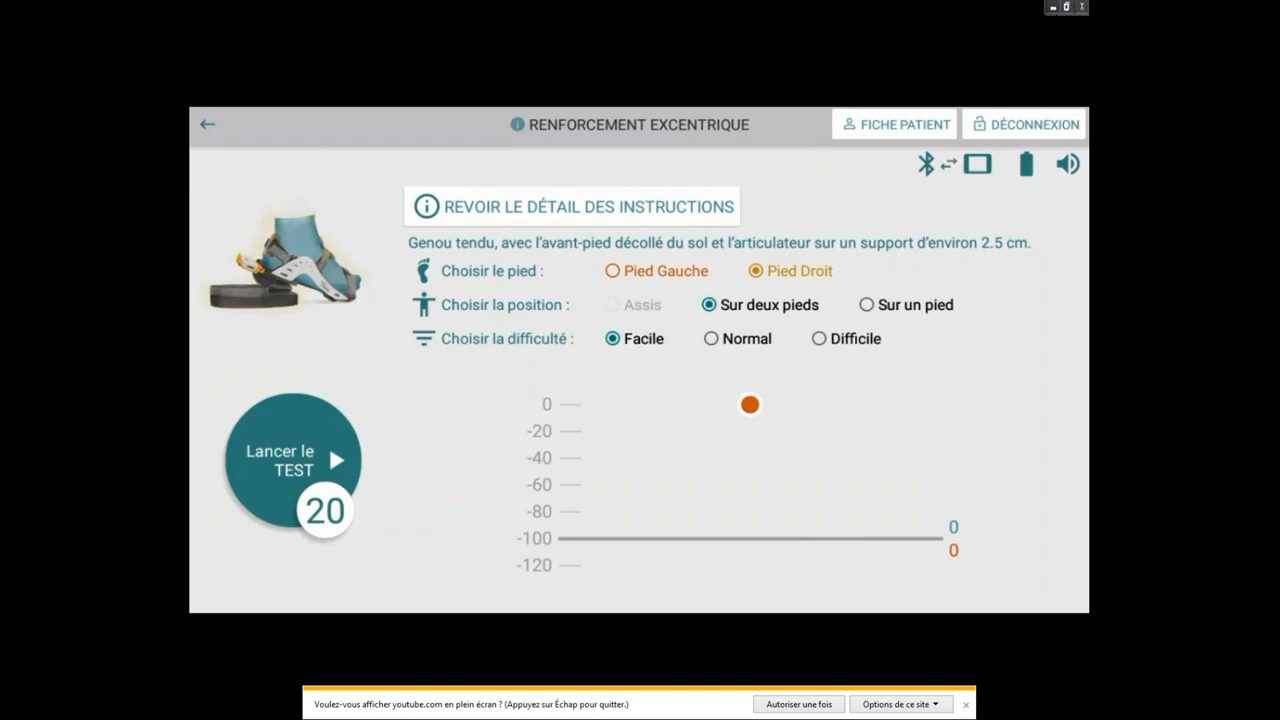 RENFORCEMENT EXCENTRIQUE
FICHE PATIENT
DÉCONNEXION
REVOIR LE DÉTAIL DES INSTRUCTIONS
Genou tendu, avec l'avant-pied décollé du sol et l'articulateur sur un support d'environ 2.5 cm.
Choisir le pied : Pied Gauche Pied Droit
Choisir la position : Assis Sur deux pieds Sur un pied
Choisir la difficulté : Facile Normal Difficile
Lancer le
TEST
20
0
-20
-40
-60
-80
-100
-120
0
0
Voulez-vous afficher youtube.com en plein écran ? (Appuyez sur Échap pour quitter.) Autoriser une fois Options de ce site